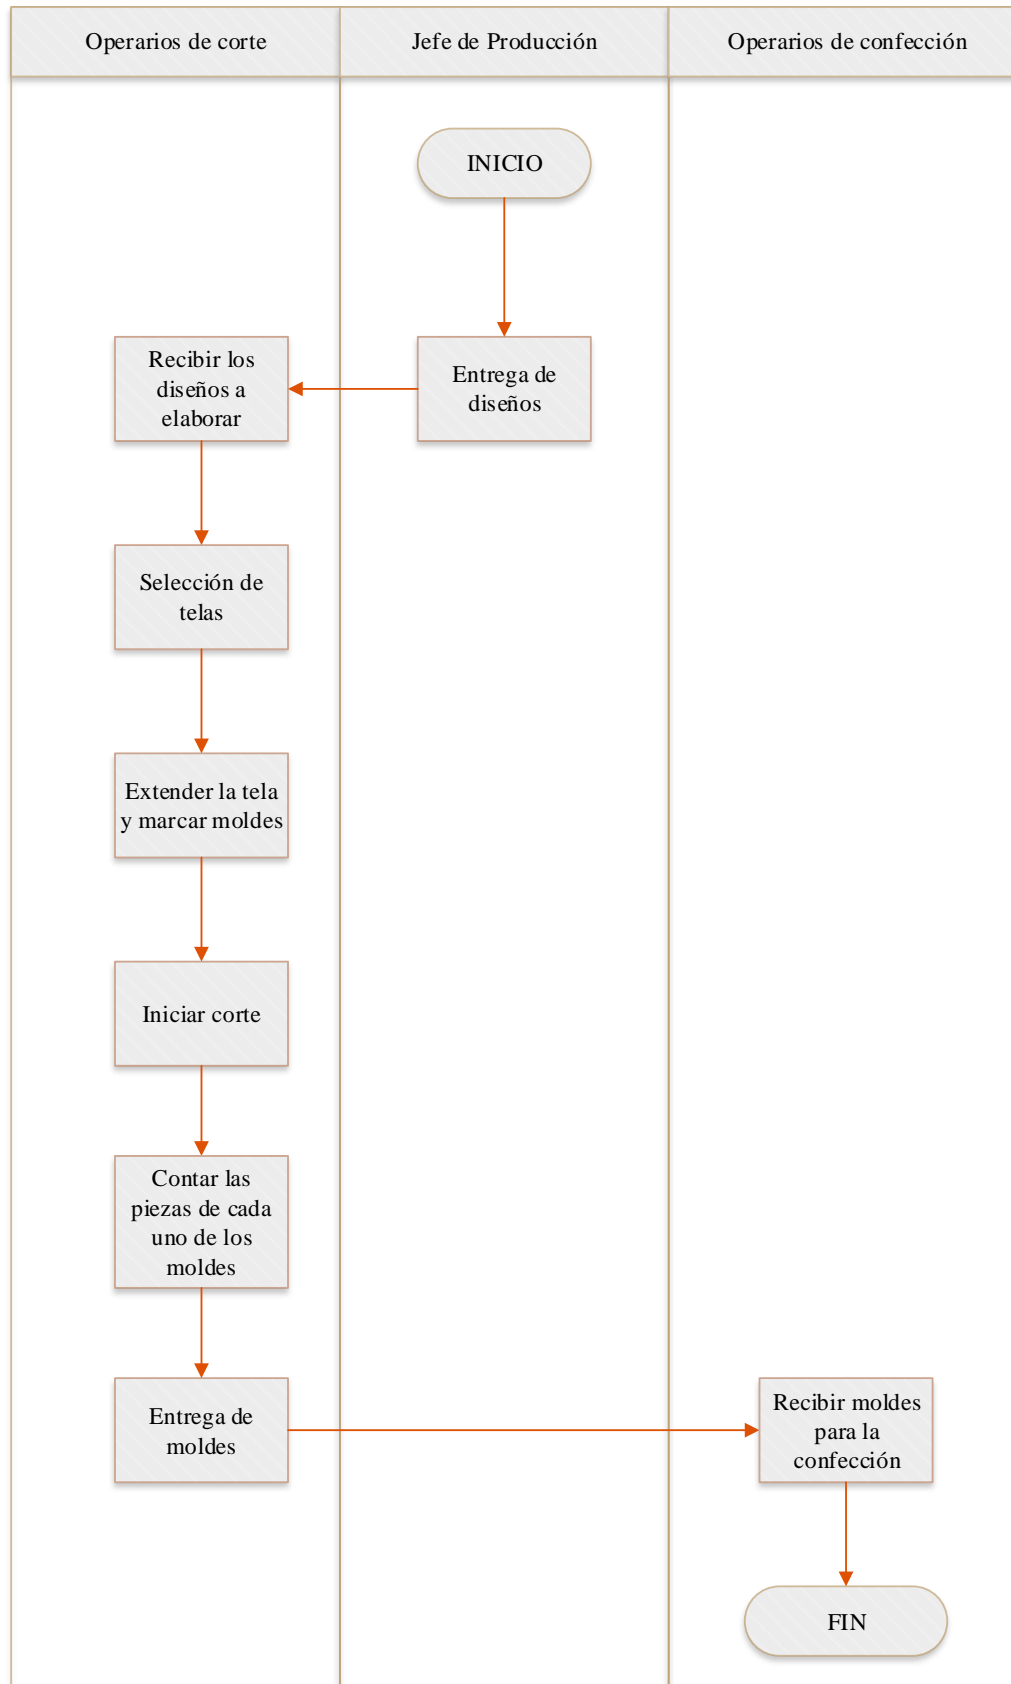 Operarios de corte
Jefe de Producción
Operarios de confección
INICIO
Entrega de
diseños
Recibir los
diseños a
elaborar
Selección de
telas
Extender la tela
y marcar moldes
Iniciar corte
Contar las
piezas de cada
uno de los
moldes
Entrega de
moldes
Recibir moldes
para la
confección
FIN